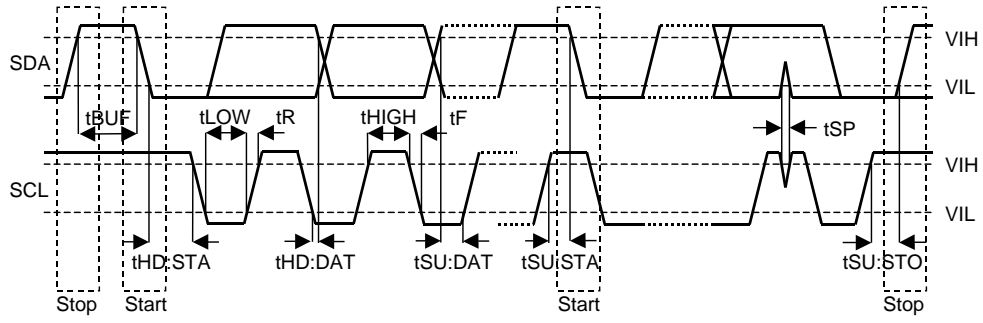 VIH
SDA
VIL
tBUF tLOW tR tHIGH tF tSP
VIH
SCL
VIL
tHD:STA tHD:DAT tSU:DAT tSU:STA tSU:STO
Stop Start Start Stop